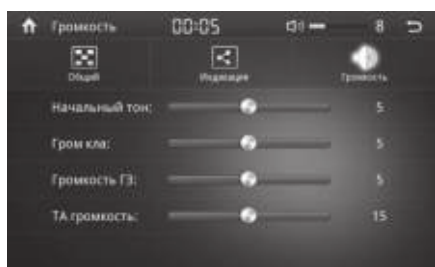 Громкость 00:05 8
Общий Индикация Громкость
Начальный тон: 5
Гром кла: 5
Громкость ГЗ: 5
ТА громкость: 15